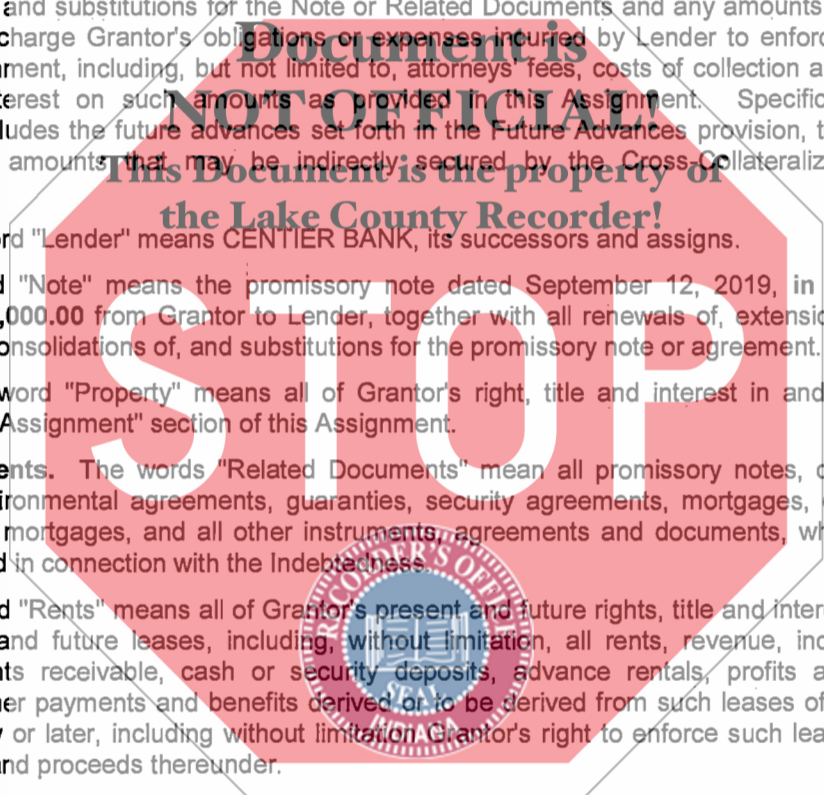 and substitutions for the Note or Related Documents and any amounts
charge Grantor's obligations or expenses incurred by Lender to enforc
ment, including, but not limited to, attorneys' fees, costs of collection a
erest on such amounts as provided in this Assignment. Specific
ludes the future advances set forth in the Future Advances provision, t
amounts that may be indirectly secured by the Cross-Collateraliz
Document is
NOT OFFICIAL!
This Document is the property of
the Lake County Recorder!
rd "Lender" means CENTIER BANK, its successors and assigns.
d "Note" means the promissory note dated September 12, 2019, in
,000.00 from Grantor to Lender, together with all renewals of, extensio
onsolidations of, and substitutions for the promissory note or agreement.
word "Property" means all of Grantor's right, title and interest in and
Assignment" section of this Assignment.
STOP
ents. The words "Related Documents" mean all promissory notes, c
ironmental agreements, guaranties, security agreements, mortgages,
mortgages, and all other instruments, agreements and documents, wh
d in connection with the Indebtedness.
d "Rents" means all of Grantor's present and future rights, title and inter
and future leases, including, without limitation, all rents, revenue, inc
nts receivable, cash or security deposits, advance rentals, profits a
er payments and benefits derived or to be derived from such leases of
y or later, including without limitation Grantor's right to enforce such lea
and proceeds thereunder.
RECORDER'S OFFICE
SEAL
INDIANA